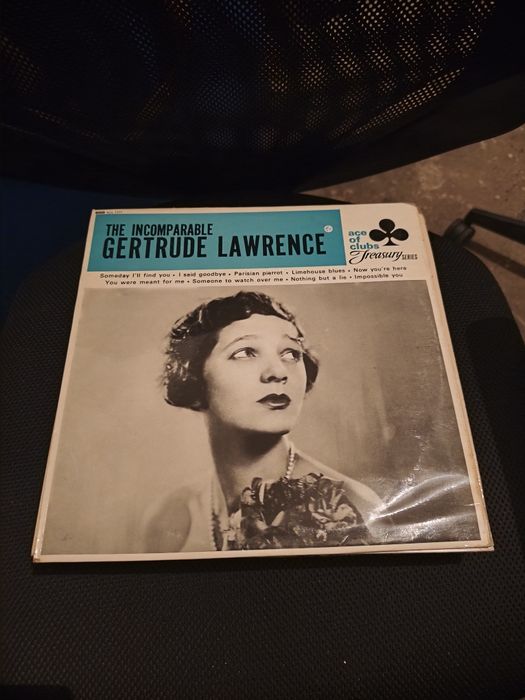 THE INCOMPARABLE
GERTRUDE LAWRENCE
ace
of
clubs
Treasury SERIES
Someday I'll find you • I said goodbye • Parisian pierrot • Limehouse blues • Now you're here
You were meant for me • Someone to watch over me • Nothing but a lie • Impossible you